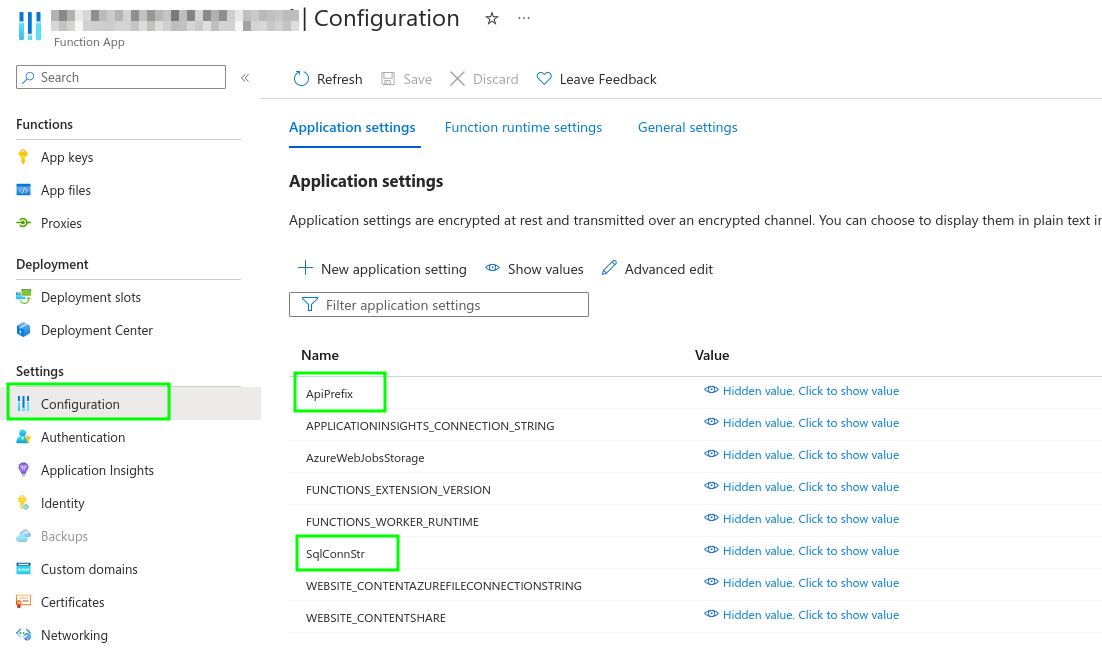 | Configuration
Function App
Search
Refresh Save Discard Leave Feedback
Functions
App keys
App files
Proxies
Deployment
Deployment slots
Deployment Center
Settings
Configuration
Authentication
Application Insights
Identity
Backups
Custom domains
Certificates
Networking
Application settings Function runtime settings General settings
Application settings
Application settings are encrypted at rest and transmitted over an encrypted channel. You can choose to display them in plain text in
New application setting Show values Advanced edit
Filter application settings
Name Value
ApiPrefix Hidden value. Click to show value
APPLICATIONINSIGHTS_CONNECTION_STRING Hidden value. Click to show value
AzureWebJobsStorage Hidden value. Click to show value
FUNCTIONS_EXTENSION_VERSION Hidden value. Click to show value
FUNCTIONS_WORKER_RUNTIME Hidden value. Click to show value
SqlConnStr Hidden value. Click to show value
WEBSITE_CONTENTAZUREFILECONNECTIONSTRING Hidden value. Click to show value
WEBSITE_CONTENTSHARE Hidden value. Click to show value